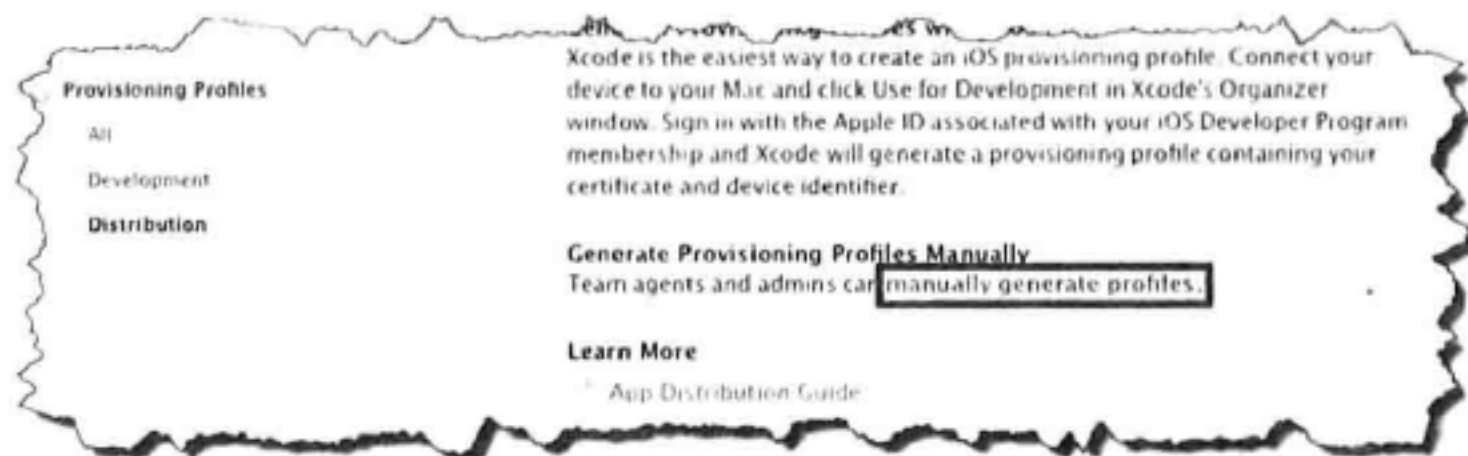 Provisioning Profiles
All
Development
Distribution
Xcode is the easiest way to create an iOS provisioning profile. Connect your
device to your Mac and click Use for Development in Xcode's Organizer
window. Sign in with the Apple ID associated with your iOS Developer Program
membership and Xcode will generate a provisioning profile containing your
certificate and device identifier.
Generate Provisioning Profiles Manually
Team agents and admins can manually generate profiles.
Learn More
App Distribution Guide